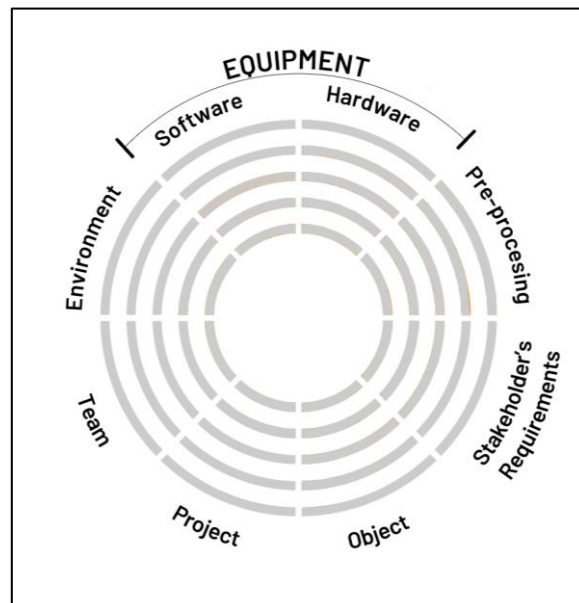 EQUIPMENT
Software
Hardware
Pre-procesing
Stakeholder's
Requirements
Object
Project
Team
Environment